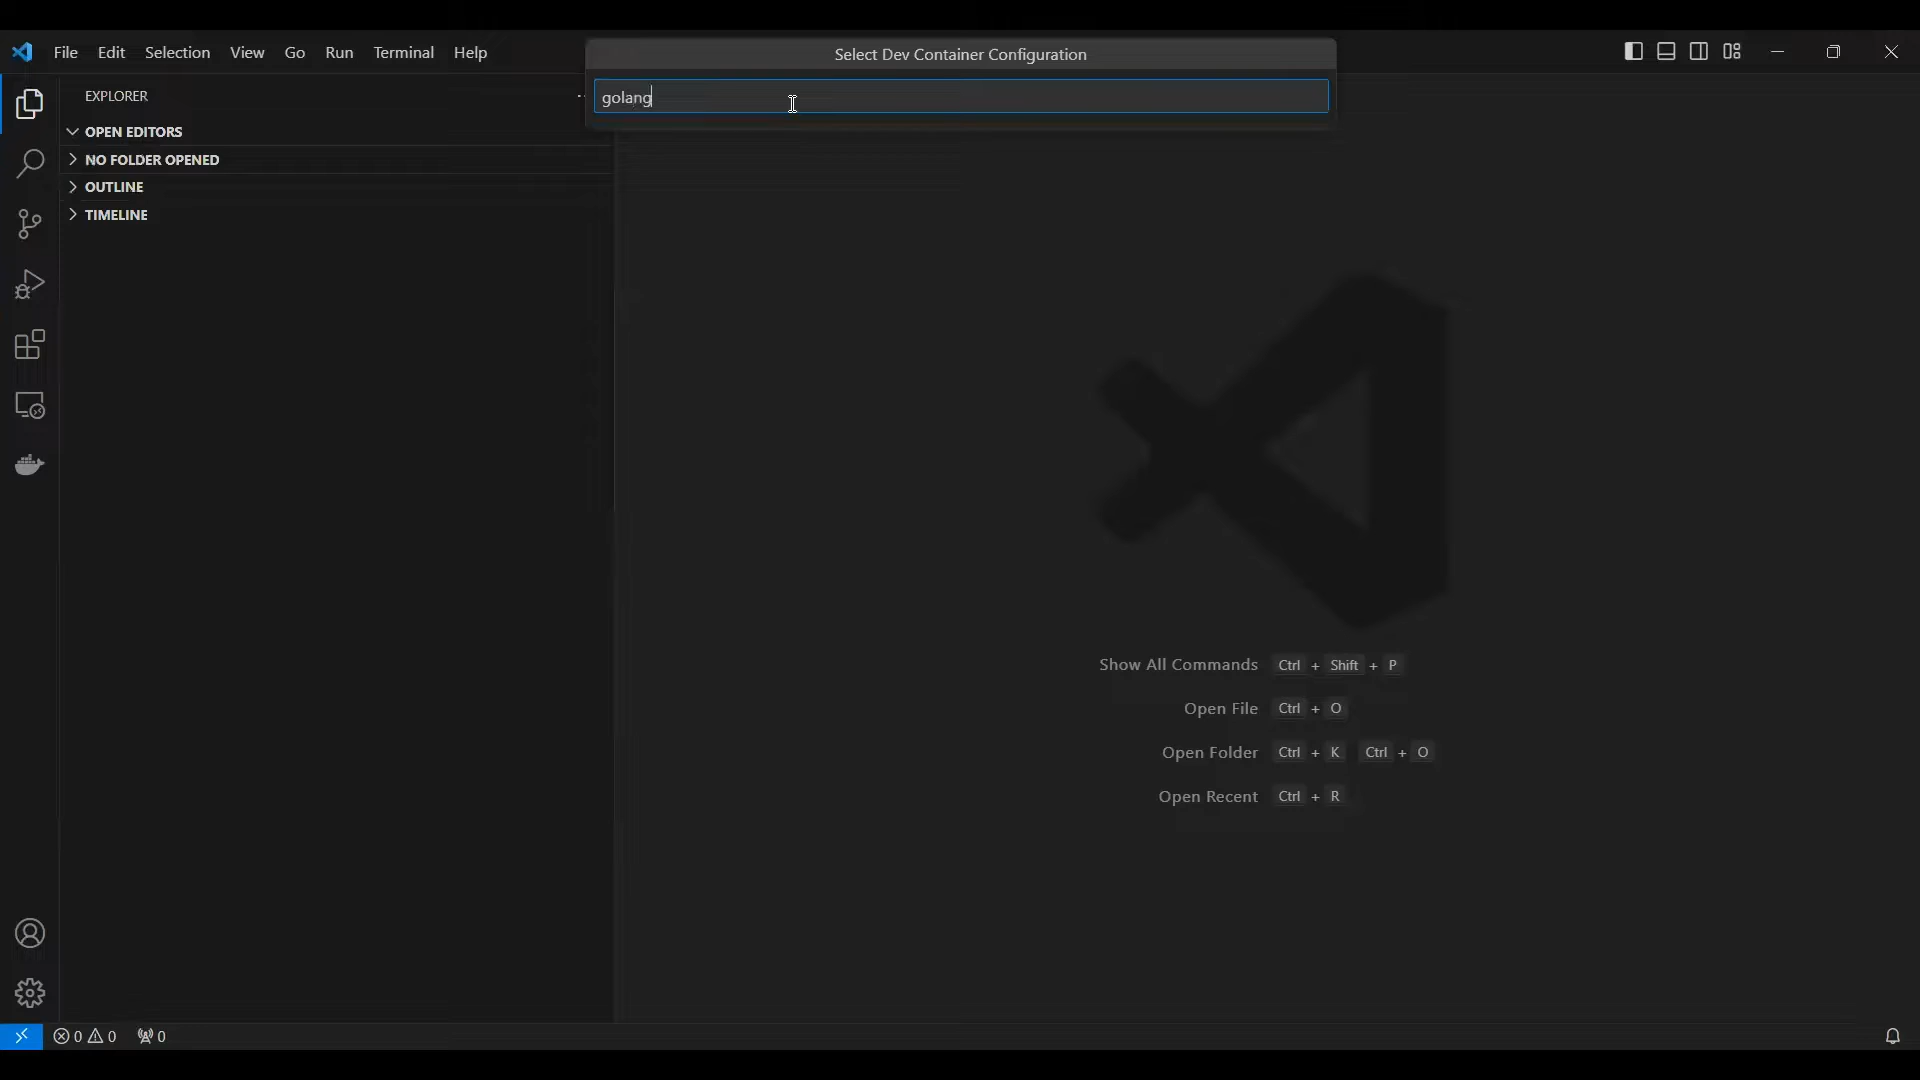 File Edit Selection View Go Run Terminal Help
Select Dev Container Configuration
golang
EXPLORER
OPEN EDITORS
NO FOLDER OPENED
OUTLINE
TIMELINE
Show All Commands Ctrl + Shift + P
Open File Ctrl + O
Open Folder Ctrl + K Ctrl + O
Open Recent Ctrl + R
0 0 0